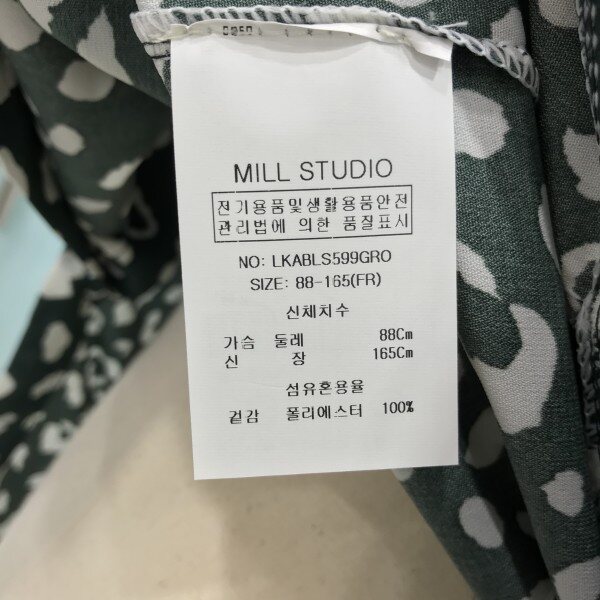 MILL STUDIO
전기용품및생활용품안전
관리법에 의한 품질표시
NO: LKABLS599GRO
SIZE: 88-165(FR)
신체치수
가슴 둘레 88Cm
신 장 165Cm
섬유혼용율
겉감 폴리에스터 100%